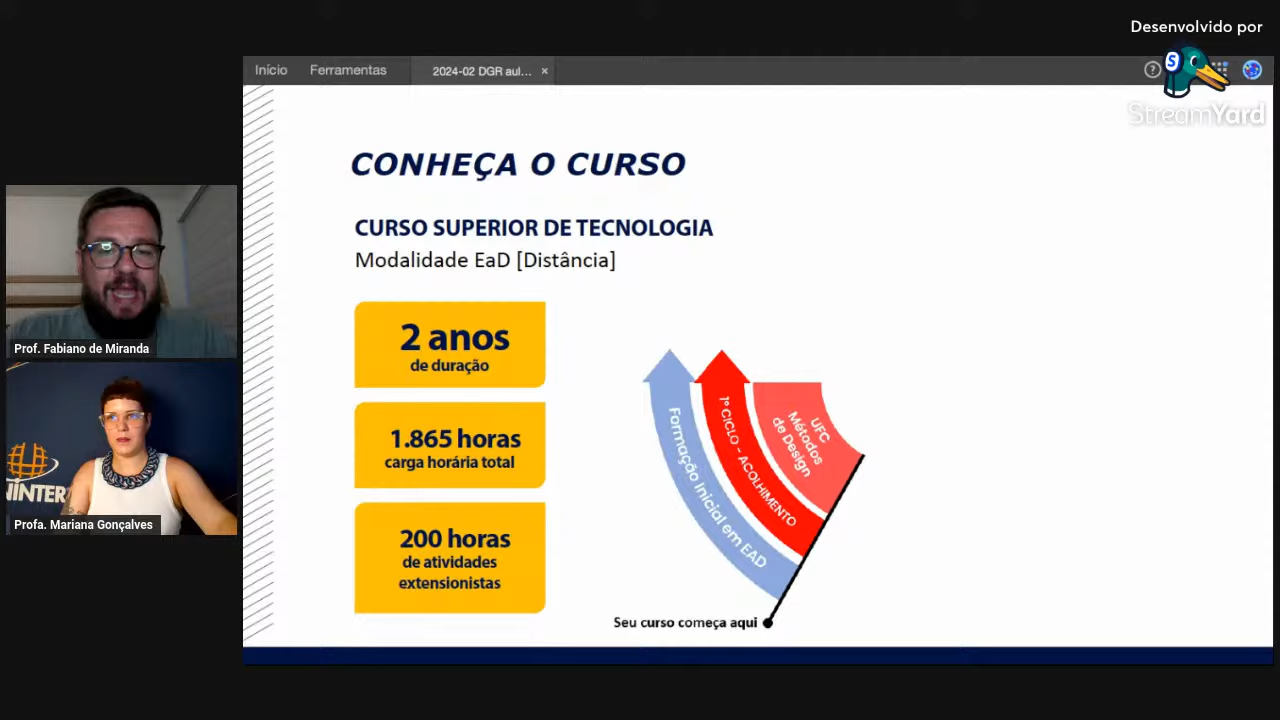 Desenvolvido por
StreamYard
Início
Ferramentas
2024-02 DGR aul...
×
?
S
CONHEÇA O CURSO
CURSO SUPERIOR DE TECNOLOGIA
Modalidade EaD [Distância]
2 anos
de duração
1.865 horas
carga horária total
200 horas
de atividades
extensionistas
Formação Inicial em EAD
1º CICLO - ACOLHIMENTO
UFC
Métodos
de Design
Seu curso começa aqui
Prof. Fabiano de Miranda
NINTER
Profa. Mariana Gonçalves